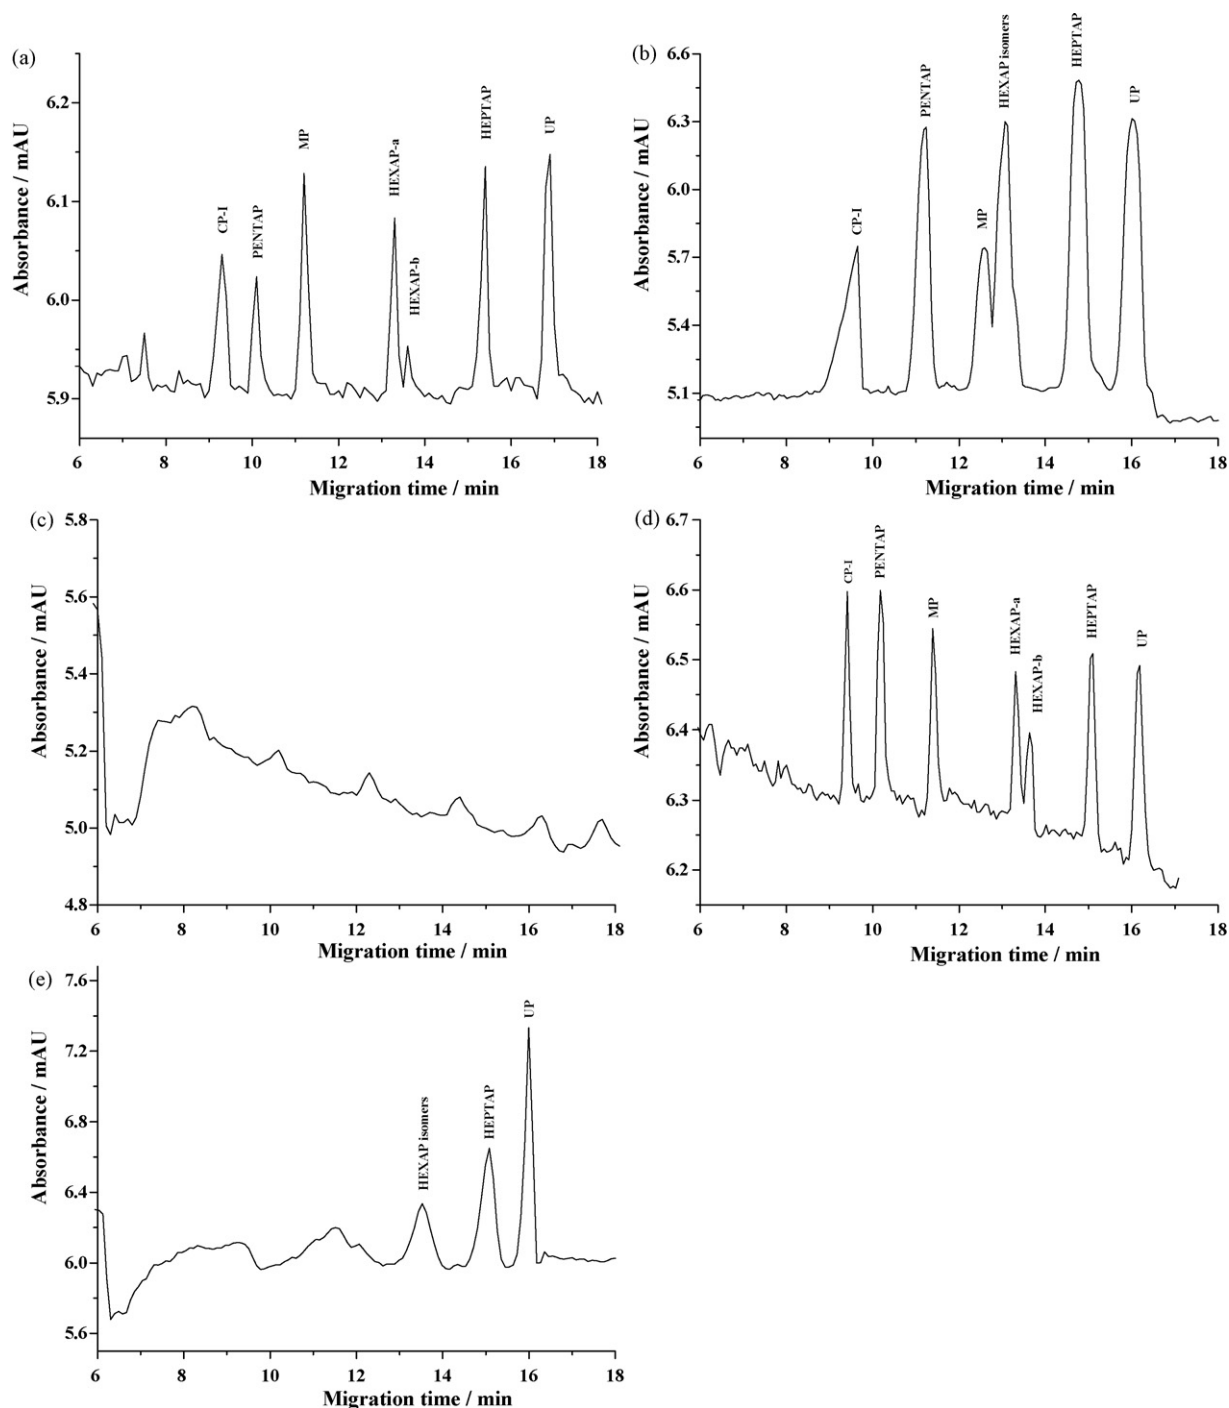 (a)
6.2
6.1
6.0
5.9
Absorbance / mAU
CP-I
PENTAP
MP
HEXAP-a
HEXAP-b
HEPTAP
UP
6 8 10 12 14 16 18
Migration time / min
(b)
6.6
6.3
6.0
5.7
5.4
5.1
Absorbance / mAU
CP-I
PENTAP
MP
HEXAP isomers
HEPTAP
UP
6 8 10 12 14 16 18
Migration time / min
(c)
5.8
5.6
5.4
5.2
5.0
4.8
Absorbance / mAU
6 8 10 12 14 16 18
Migration time / min
(d)
6.7
6.6
6.5
6.4
6.3
6.2
Absorbance / mAU
CP-I
PENTAP
MP
HEXAP-a
HEXAP-b
HEPTAP
UP
6 8 10 12 14 16 18
Migration time / min
(e)
7.6
7.2
6.8
6.4
6.0
5.6
Absorbance / mAU
HEXAP isomers
HEPTAP
UP
6 8 10 12 14 16 18
Migration time / min